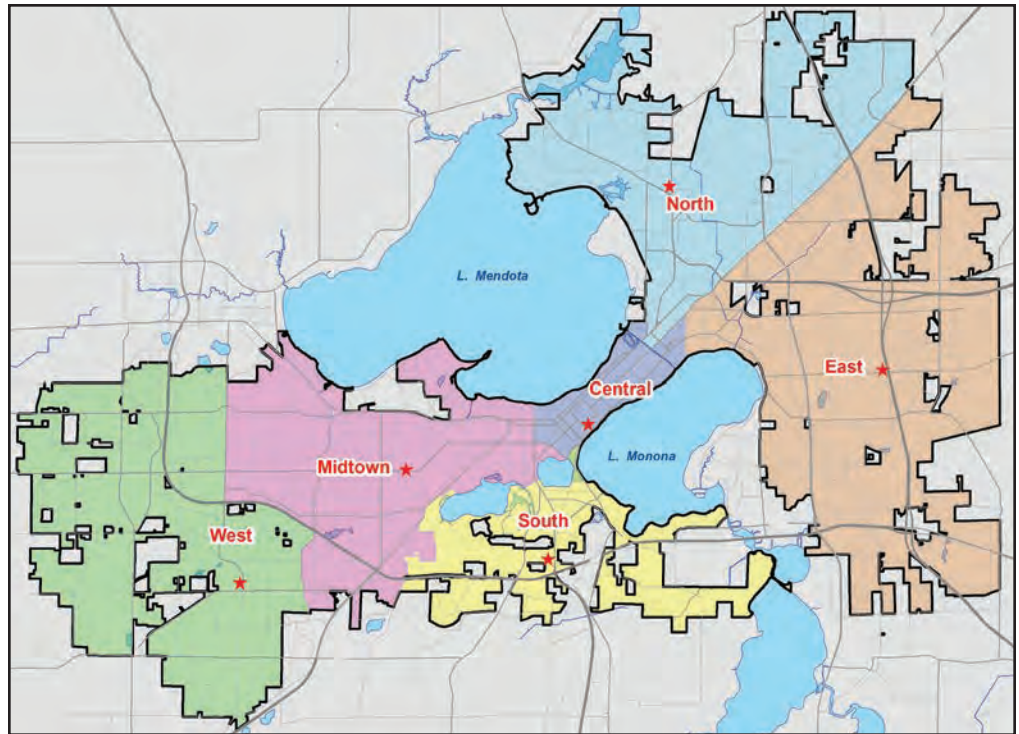 North
L. Mendota
East
Central
L. Monona
Midtown
South
West